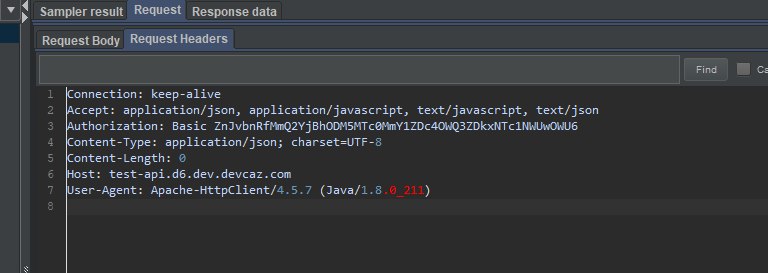 Sampler result Request Response data
Request Body Request Headers
Find Ca
1 Connection: keep-alive
2 Accept: application/json, application/javascript, text/javascript, text/json
3 Authorization: Basic ZnJvbnRfMmQ2YjBhODM5MTc0MmY1ZDc4OWQ3ZDkxNTc1NWUwOWU6
4 Content-Type: application/json; charset=UTF-8
5 Content-Length: 0
6 Host: test-api.d6.dev.devcaz.com
7 User-Agent: Apache-HttpClient/4.5.7 (Java/1.8.0_211)
8